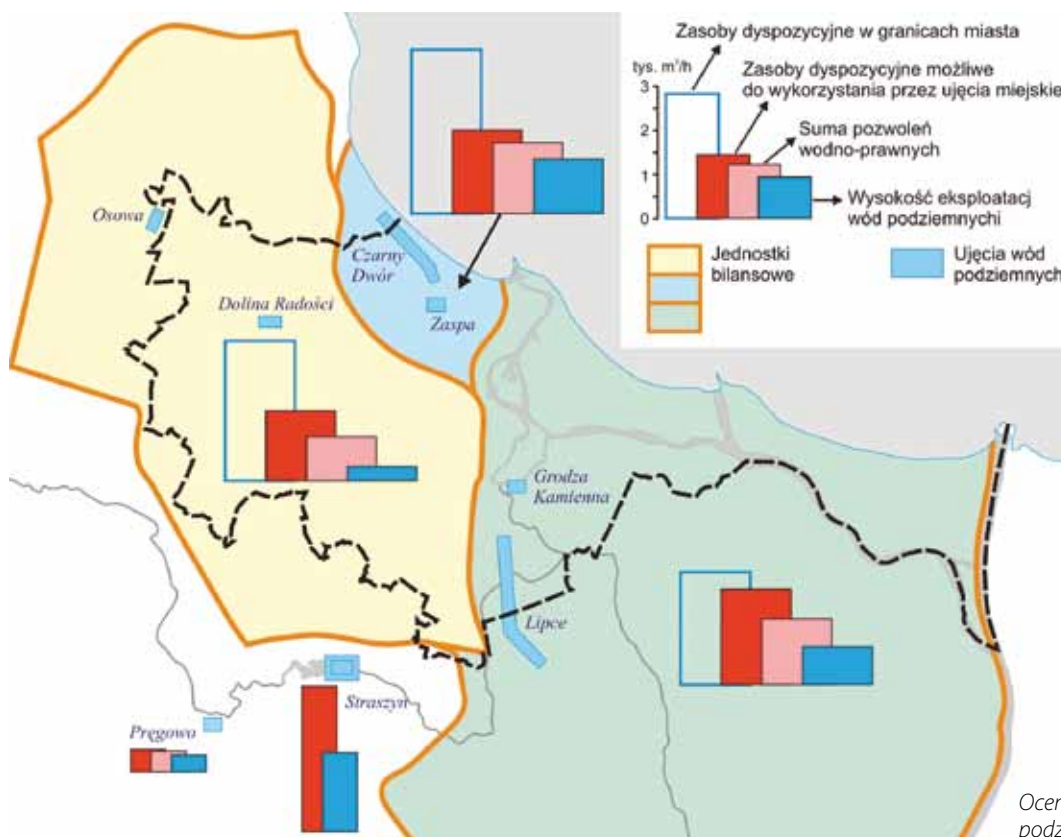 Zasoby dyspozycyjne w granicach miasta
tys. m³/h
Zasoby dyspozycyjne możliwe
do wykorzystania przez ujęcia miejskie
3
2
1
0
Suma pozwoleń
wodno-prawnych
Wysokość eksploatacj
wód podziemnychi
Jednostki
bilansowe
Ujęcia wód
podziemnych
Osowa
Czarny
Dwór
Zaspa
Dolina Radości
Grodza
Kamienna
Lipce
Straszyn
Pręgowo
Ocer
podz